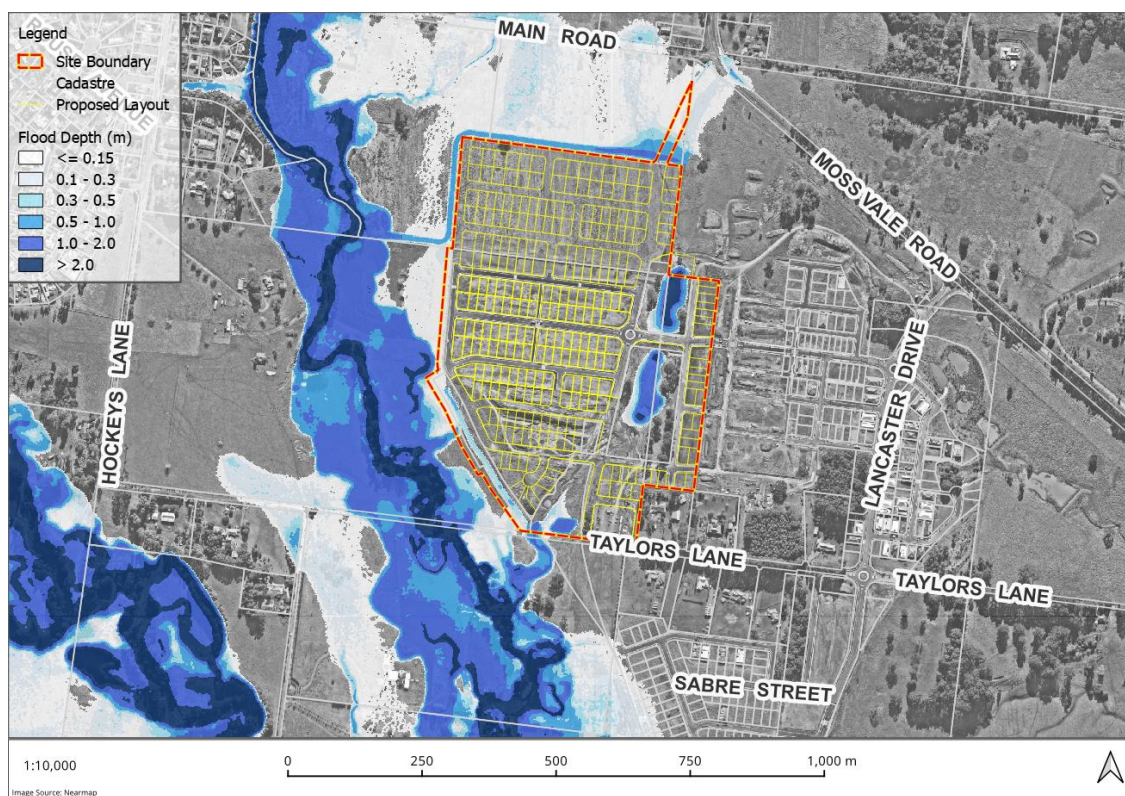 Legend
Site Boundary
Cadastre
Proposed Layout
Flood Depth (m)
<= 0.15
0.1 - 0.3
0.3 - 0.5
0.5 - 1.0
1.0 - 2.0
> 2.0
MAIN ROAD
MOSS VALE ROAD
HOCKEYS LANE
LANCASTER DRIVE
TAYLORS LANE
TAYLORS LANE
SABRE STREET
1:10,000
0 250 500 750 1,000 m
Image Source: Nearmap